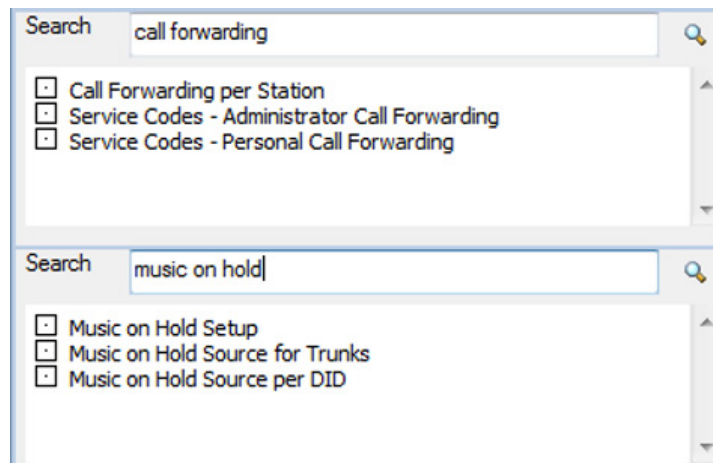 Search call forwarding
Call Forwarding per Station
Service Codes - Administrator Call Forwarding
Service Codes - Personal Call Forwarding
Search music on hold
Music on Hold Setup
Music on Hold Source for Trunks
Music on Hold Source per DID